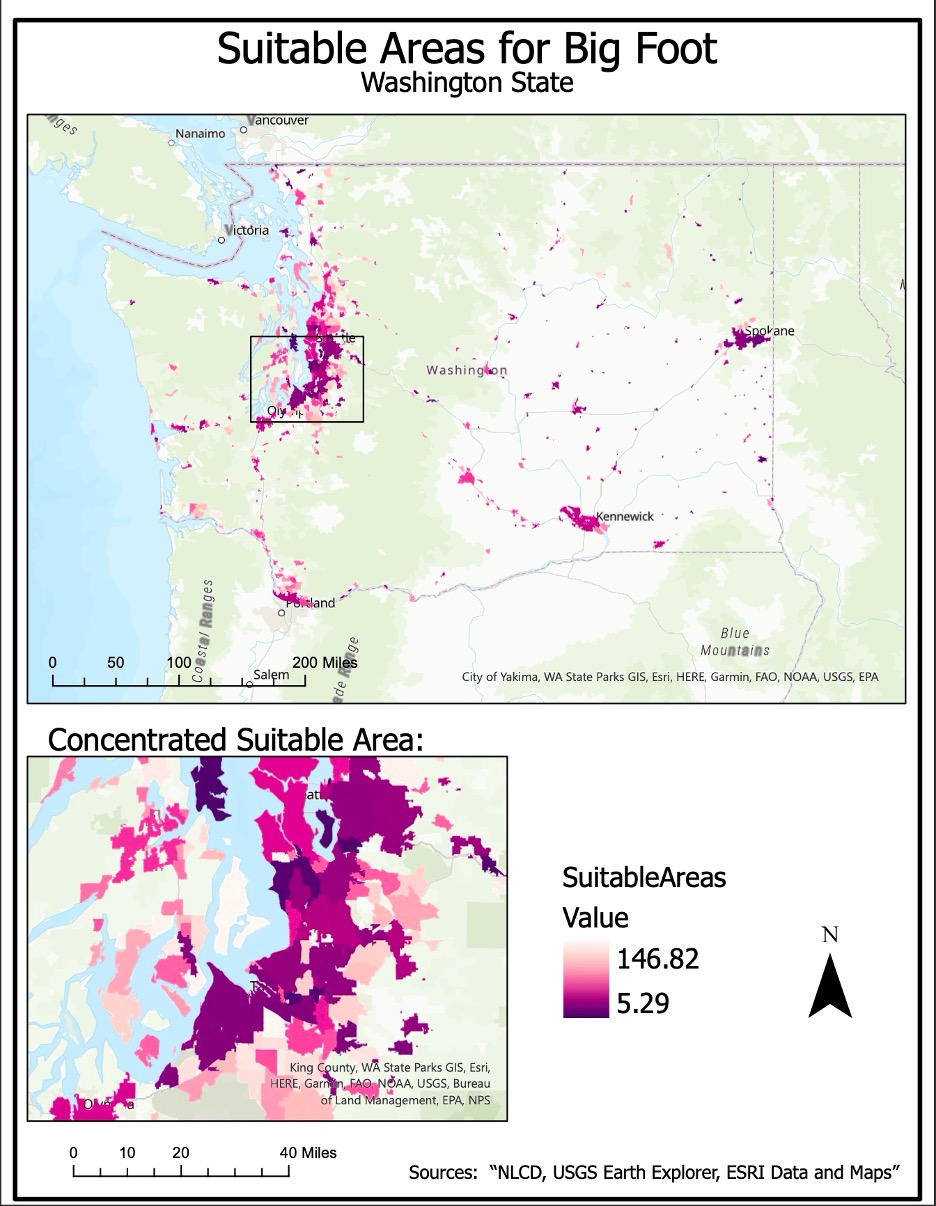 Suitable Areas for Big Foot
Washington State
nges
Vancouver
Nanaimo
Victoria
Spokane
Washington
Kennewick
Portland
Coastal Ranges
ade Range
Blue
Mountains
Salem
0 50 100 200 Miles
City of Yakima, WA State Parks GIS, Esri, HERE, Garmin, FAO, NOAA, USGS, EPA
Concentrated Suitable Area:
King County, WA State Parks GIS, Esri,
HERE, Garmin, FAO, NOAA, USGS, Bureau
of Land Management, EPA, NPS
SuitableAreas
Value
146.82
5.29
N
0 10 20 40 Miles
Sources: “NLCD, USGS Earth Explorer, ESRI Data and Maps”